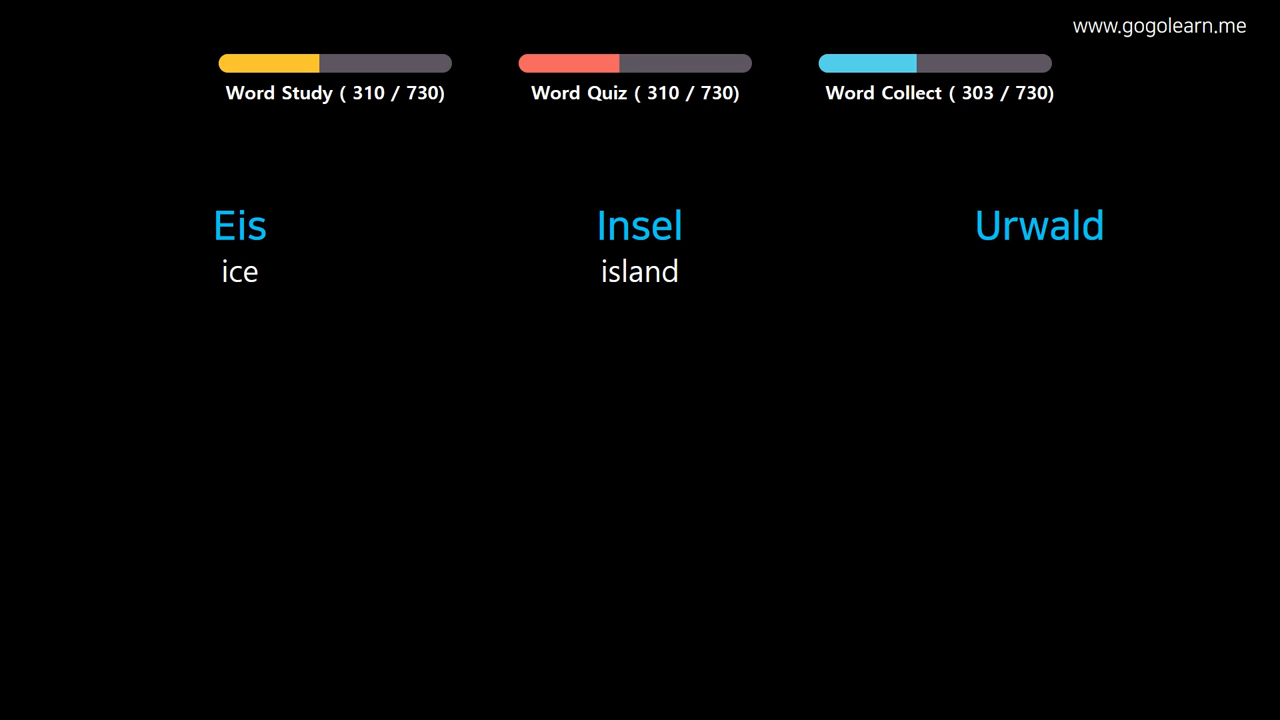 www.gogolearn.me
Word Study ( 310 / 730)
Word Quiz ( 310 / 730)
Word Collect ( 303 / 730)
Eis
ice
Insel
island
Urwald